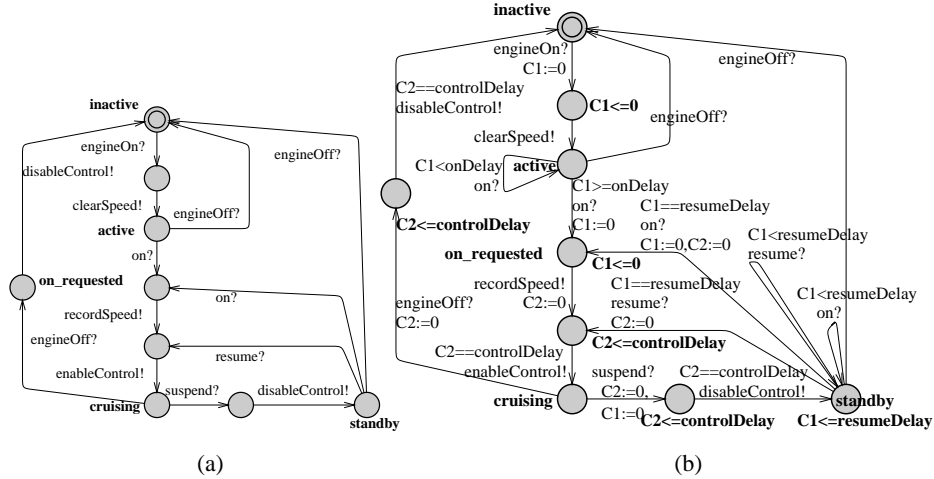 inactive
engineOn?
disableControl!
clearSpeed!
active
engineOff?
engineOff?
on?
on_requested
on?
recordSpeed!
engineOff?
resume?
enableControl!
suspend?
disableControl!
cruising
standby
(a)
inactive
engineOn?
C1:=0
engineOff?
C2==controlDelay
disableControl!
C1<=0
clearSpeed!
engineOff?
active
C1<onDelay
on?
C2<=controlDelay
C1>=onDelay
on?
C1:=0
C1==resumeDelay
on?
C1:=0,C2:=0
C1<resumeDelay
resume?
on_requested
C1<=0
recordSpeed!
C2:=0
C1==resumeDelay
resume?
C2:=0
C1<resumeDelay
on?
engineOff?
C2:=0
C2<=controlDelay
C2==controlDelay
enableControl!
suspend?
C2:=0,
C1:=0
C2==controlDelay
disableControl!
cruising
C2<=controlDelay
standby
C1<=resumeDelay
(b)